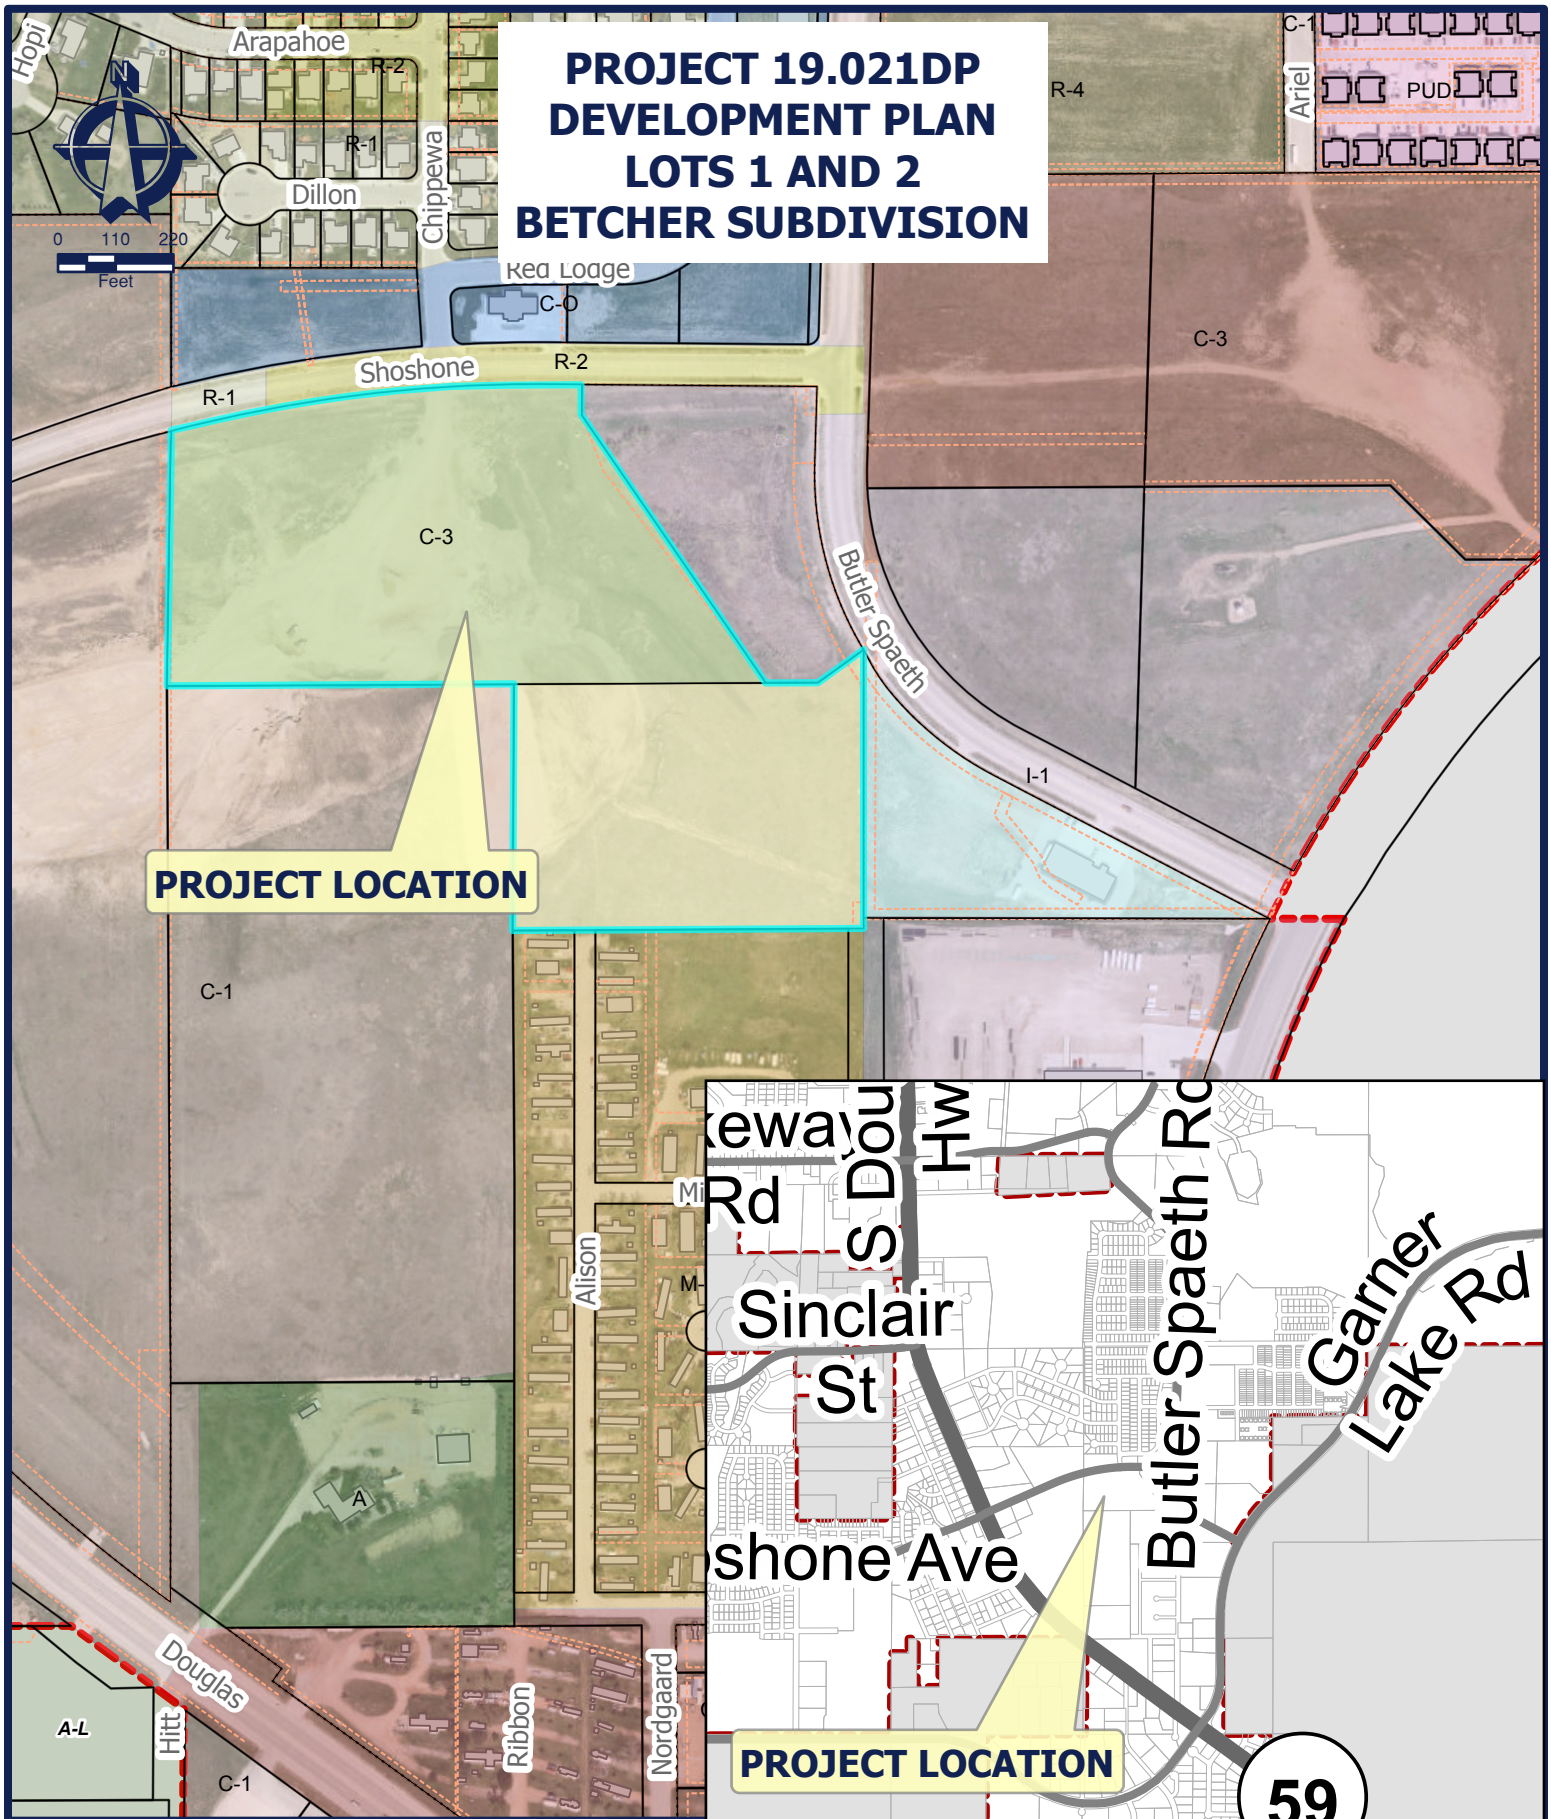 PROJECT 19.021DP
DEVELOPMENT PLAN
LOTS 1 AND 2
BETCHER SUBDIVISION
Hopi
Arapahoe
R-2
R-1
Dillon
Chippewa
N
0 110 220
Feet
R-4
C-1
Ariel
PUD
Red Lodge
C-O
C-3
Shoshone
R-2
R-1
C-3
Butler Spaeth
I-1
PROJECT LOCATION
C-1
Alison
Mi
M-
A
Douglas
Hitt
A-L
C-1
Ribbon
Nordgaard
keway
Rd
S Dou
Hw
Sinclair
St
Butler Spaeth Rd
Garner
Lake Rd
oshone Ave
PROJECT LOCATION
59